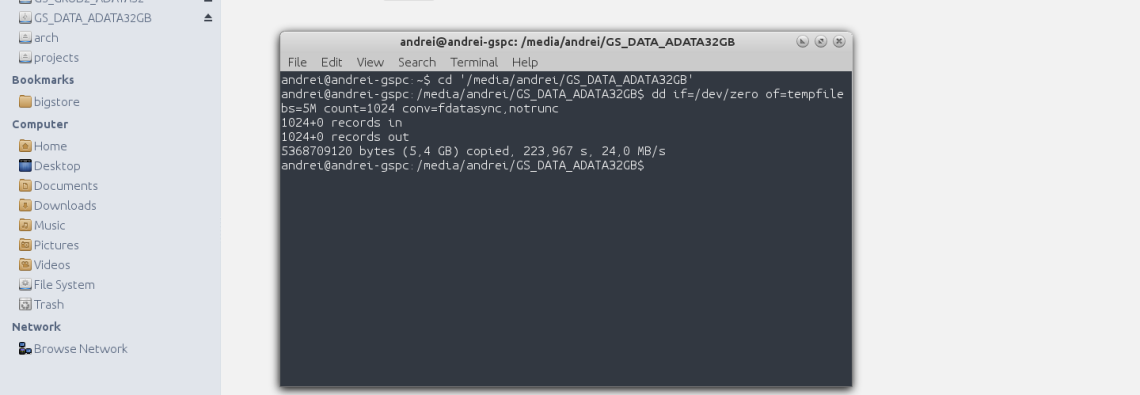 GS_GRUB2_ADATA32
GS_DATA_ADATA32GB
arch
projects
Bookmarks
bigstore
Computer
Home
Desktop
Documents
Downloads
Music
Pictures
Videos
File System
Trash
Network
Browse Network
andrei@andrei-gspc: /media/andrei/GS_DATA_ADATA32GB
File Edit View Search Terminal Help
andrei@andrei-gspc:~$ cd '/media/andrei/GS_DATA_ADATA32GB'
andrei@andrei-gspc:/media/andrei/GS_DATA_ADATA32GB$ dd if=/dev/zero of=tempfile
bs=5M count=1024 conv=fdatasync,notrunc
1024+0 records in
1024+0 records out
5368709120 bytes (5,4 GB) copied, 223,967 s, 24,0 MB/s
andrei@andrei-gspc:/media/andrei/GS_DATA_ADATA32GB$